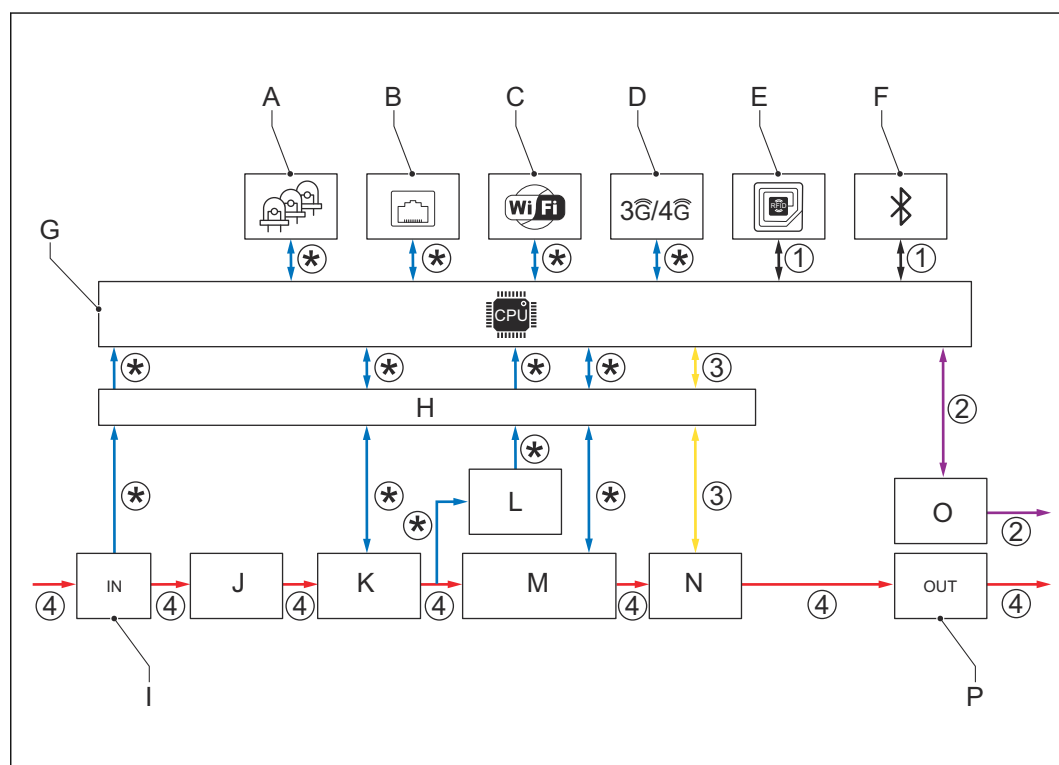 A B C D E F
Wi Fi 3G/4G RFID
G * * * * 1 1
CPU
* * * * 3
H 2
* * * * * 3
L O 2
IN J K M N OUT
4 4 4 4 4 4 4
I P